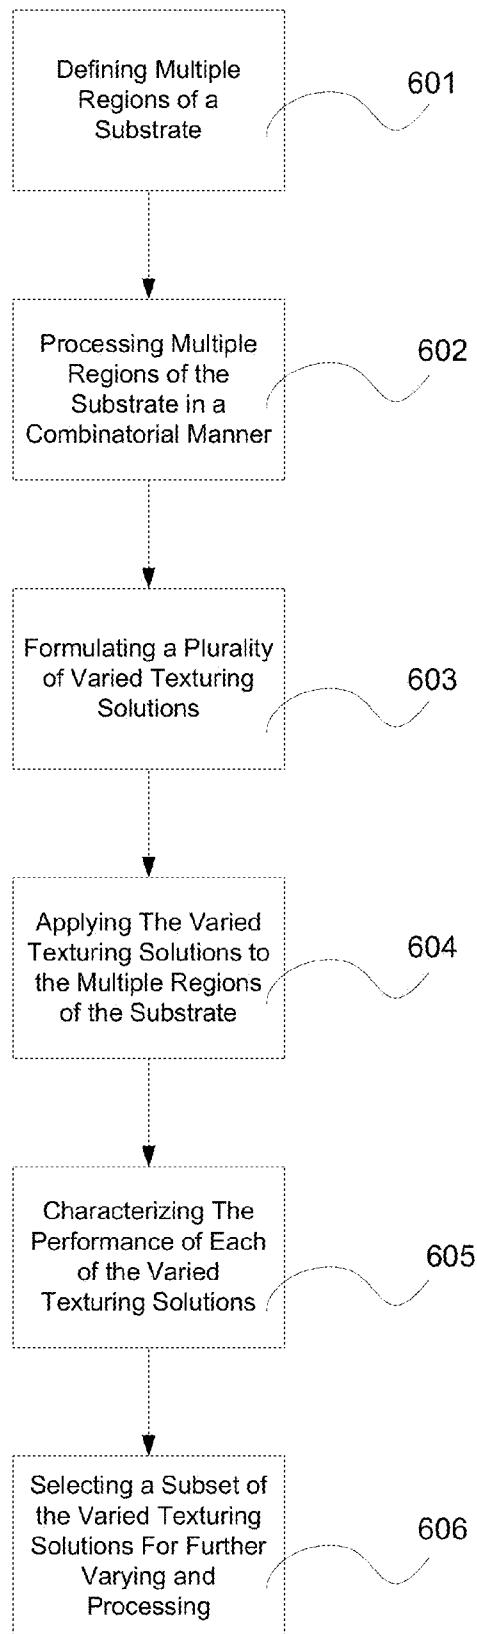 Defining Multiple
Regions of a
Substrate
601
Processing Multiple
Regions of the
Substrate in a
Combinatorial Manner
602
Formulating a Plurality
of Varied Texturing
Solutions
603
Applying The Varied
Texturing Solutions to
the Multiple Regions
of the Substrate
604
Characterizing The
Performance of Each
of the Varied
Texturing Solutions
605
Selecting a Subset of
the Varied Texturing
Solutions For Further
Varying and
Processing
606